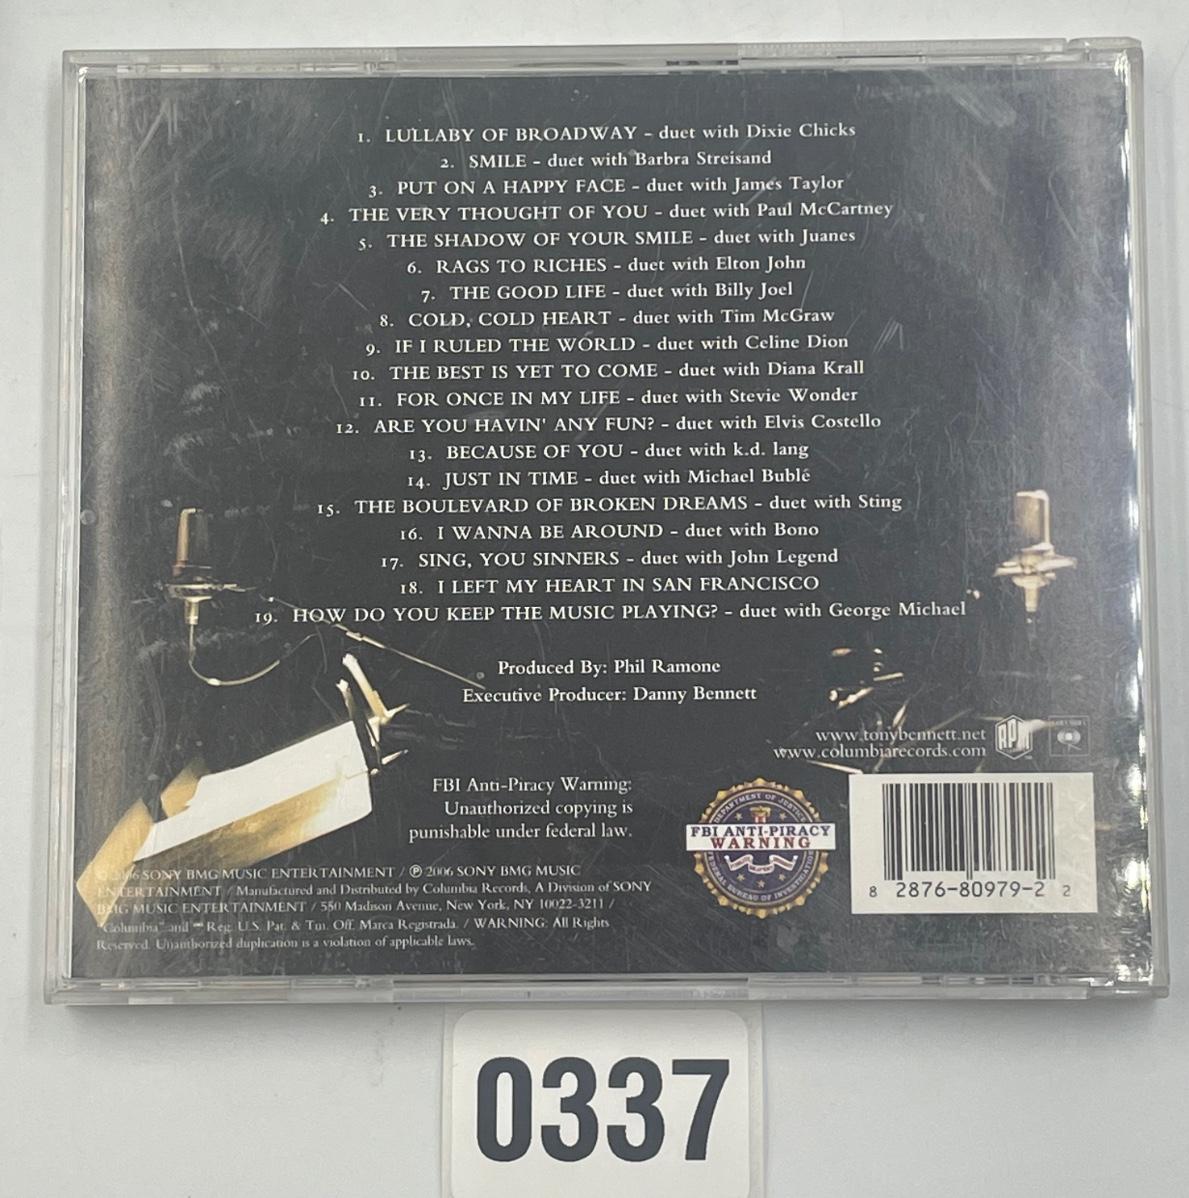 1. LULLABY OF BROADWAY - duet with Dixie Chicks
2. SMILE - duet with Barbra Streisand
3. PUT ON A HAPPY FACE - duet with James Taylor
4. THE VERY THOUGHT OF YOU - duet with Paul McCartney
5. THE SHADOW OF YOUR SMILE - duet with Juanes
6. RAGS TO RICHES - duet with Elton John
7. THE GOOD LIFE - duet with Billy Joel
8. COLD, COLD HEART - duet with Tim McGraw
9. IF I RULED THE WORLD - duet with Celine Dion
10. THE BEST IS YET TO COME - duet with Diana Krall
11. FOR ONCE IN MY LIFE - duet with Stevie Wonder
12. ARE YOU HAVIN' ANY FUN? - duet with Elvis Costello
13. BECAUSE OF YOU - duet with k.d. lang
14. JUST IN TIME - duet with Michael Bublé
15. THE BOULEVARD OF BROKEN DREAMS - duet with Sting
16. I WANNA BE AROUND - duet with Bono
17. SING, YOU SINNERS - duet with John Legend
18. I LEFT MY HEART IN SAN FRANCISCO
19. HOW DO YOU KEEP THE MUSIC PLAYING? - duet with George Michael
Produced By: Phil Ramone
Executive Producer: Danny Bennett
www.tonybennett.net
www.columbiarecords.com
RPM
FBI Anti-Piracy Warning:
Unauthorized copying is
punishable under federal law.
DEPARTMENT OF JUSTICE
FBI ANTI-PIRACY
WARNING
FEDERAL BUREAU OF INVESTIGATION
8 2876-80979-2 2
© 2006 SONY BMG MUSIC ENTERTAINMENT / ℗ 2006 SONY BMG MUSIC
ENTERTAINMENT / Manufactured and Distributed by Columbia Records, A Division of SONY
BMG MUSIC ENTERTAINMENT / 550 Madison Avenue, New York, NY 10022-3211 /
"Columbia" and Reg. U.S. Pat. & Tm. Off. Marca Registrada. / WARNING: All Rights
Reserved. Unauthorized duplication is a violation of applicable laws.
0337